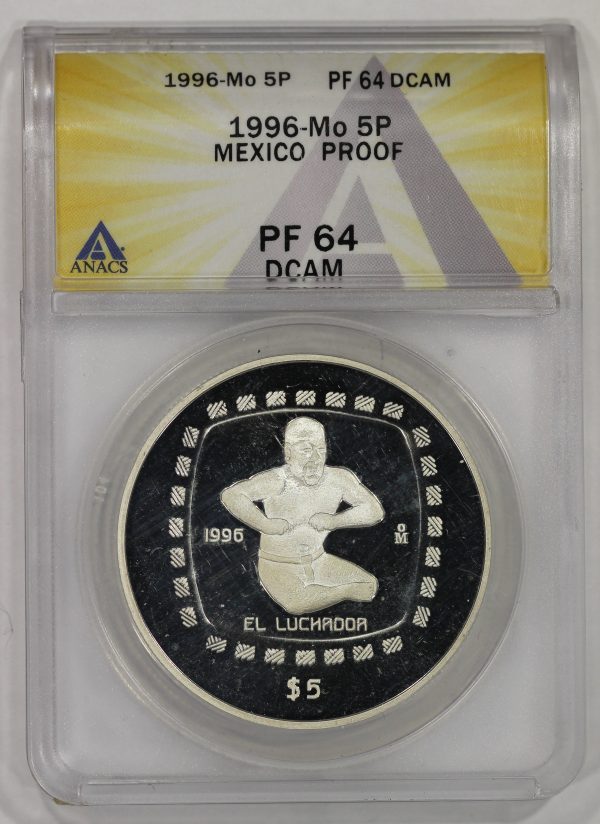 1996-Mo 5P PF 64 DCAM
1996-Mo 5P
MEXICO PROOF
ANACS
PF 64
DCAM
1996 oM
EL LUCHADOR
$5